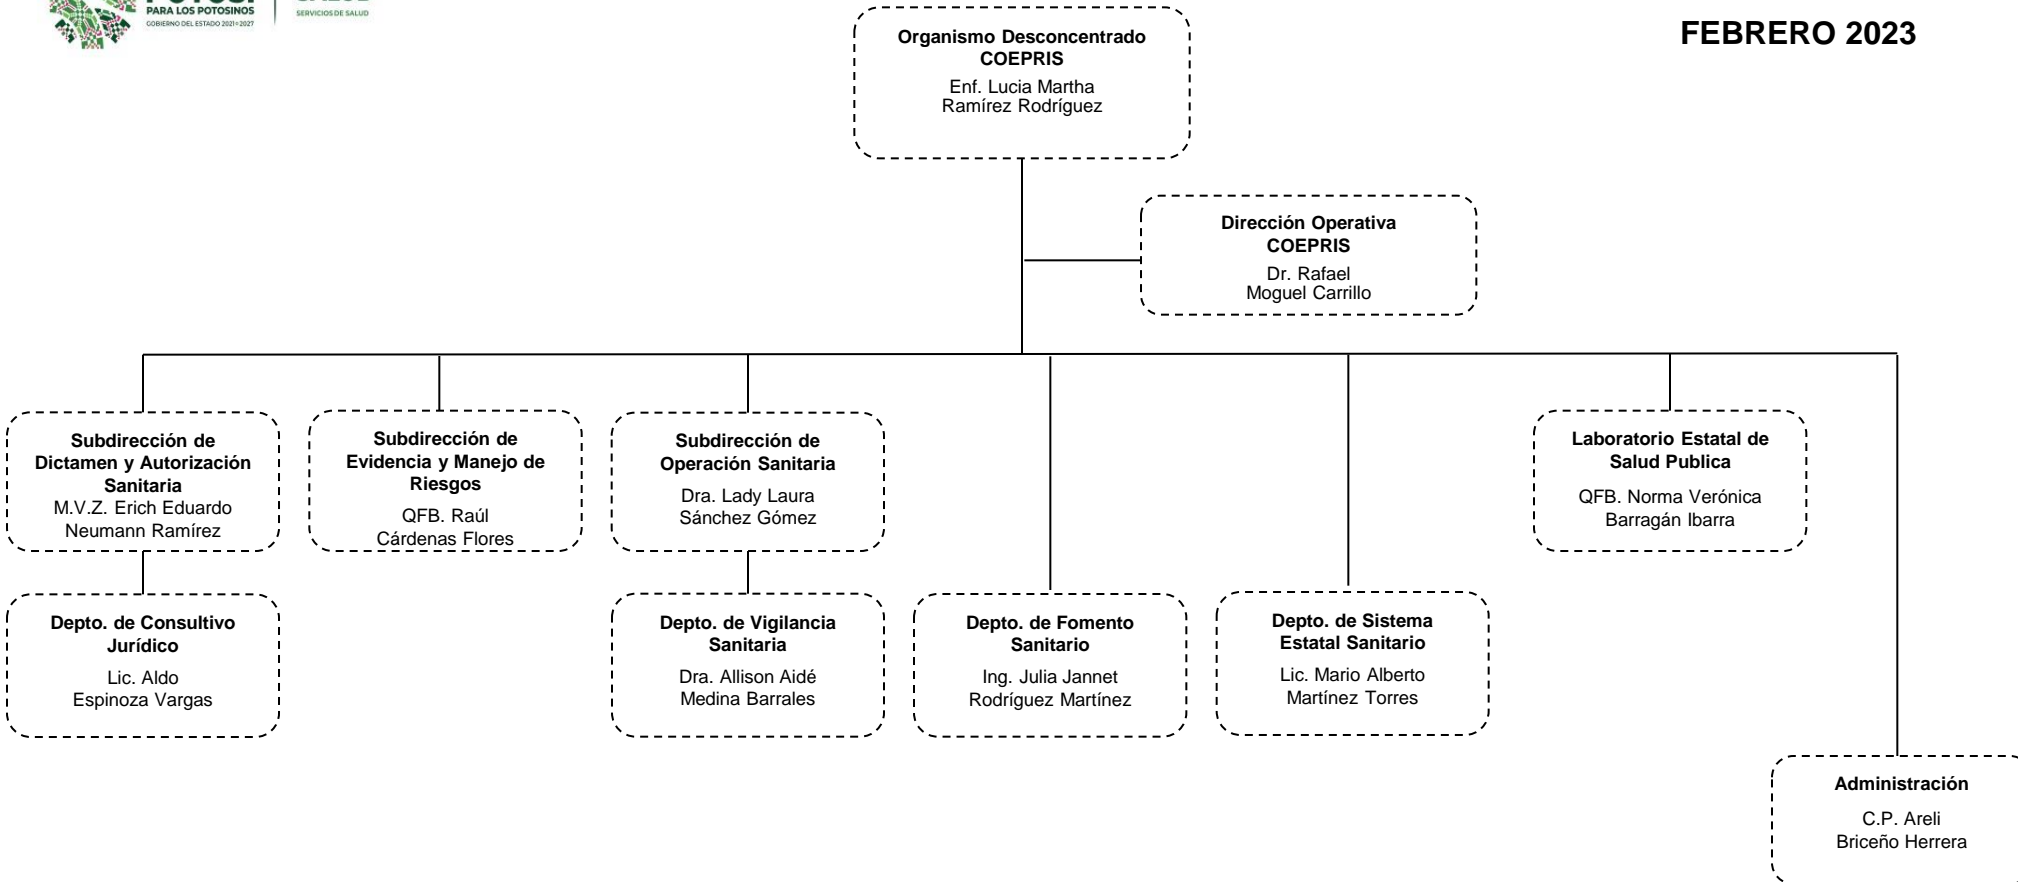 PARA LOS POTOSINOS
GOBIERNO DEL ESTADO 2021-2027
SERVICIOS DE SALUD
FEBRERO 2023
Organismo Desconcentrado
COEPRIS
Enf. Lucia Martha
Ramírez Rodríguez
Dirección Operativa
COEPRIS
Dr. Rafael
Moguel Carrillo
Subdirección de
Dictamen y Autorización
Sanitaria
M.V.Z. Erich Eduardo
Neumann Ramírez
Subdirección de
Evidencia y Manejo de
Riesgos
QFB. Raúl
Cárdenas Flores
Subdirección de
Operación Sanitaria
Dra. Lady Laura
Sánchez Gómez
Laboratorio Estatal de
Salud Publica
QFB. Norma Verónica
Barragán Ibarra
Depto. de Consultivo
Jurídico
Lic. Aldo
Espinoza Vargas
Depto. de Vigilancia
Sanitaria
Dra. Allison Aidé
Medina Barrales
Depto. de Fomento
Sanitario
Ing. Julia Jannet
Rodríguez Martínez
Depto. de Sistema
Estatal Sanitario
Lic. Mario Alberto
Martínez Torres
Administración
C.P. Areli
Briceño Herrera